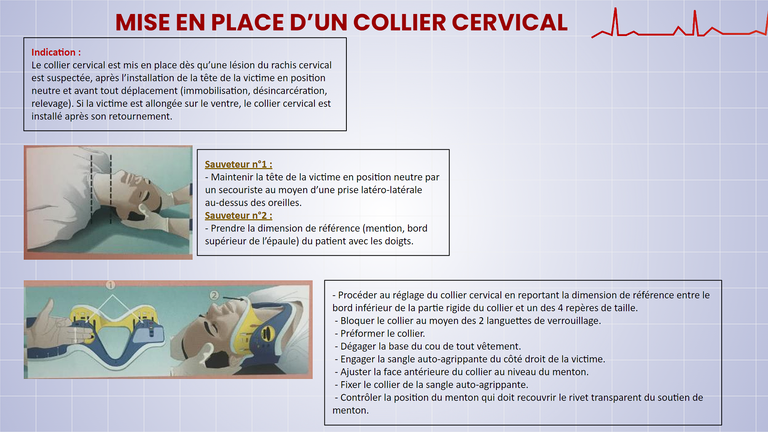 MISE EN PLACE D’UN COLLIER CERVICAL
Indication :
Le collier cervical est mis en place dès qu’une lésion du rachis cervical
est suspectée, après l’installation de la tête de la victime en position
neutre et avant tout déplacement (immobilisation, désincarcération,
relevage). Si la victime est allongée sur le ventre, le collier cervical est
installé après son retournement.
Sauveteur n°1 :
- Maintenir la tête de la victime en position neutre par
un secouriste au moyen d’une prise latéro-latérale
au-dessus des oreilles.
Sauveteur n°2 :
- Prendre la dimension de référence (mention, bord
supérieur de l’épaule) du patient avec les doigts.
1
2
- Procéder au réglage du collier cervical en reportant la dimension de référence entre le
bord inférieur de la partie rigide du collier et un des 4 repères de taille.
- Bloquer le collier au moyen des 2 languettes de verrouillage.
- Préformer le collier.
- Dégager la base du cou de tout vêtement.
- Engager la sangle auto-agrippante du côté droit de la victime.
- Ajuster la face antérieure du collier au niveau du menton.
- Fixer le collier de la sangle auto-agrippante.
- Contrôler la position du menton qui doit recouvrir le rivet transparent du soutien de
menton.